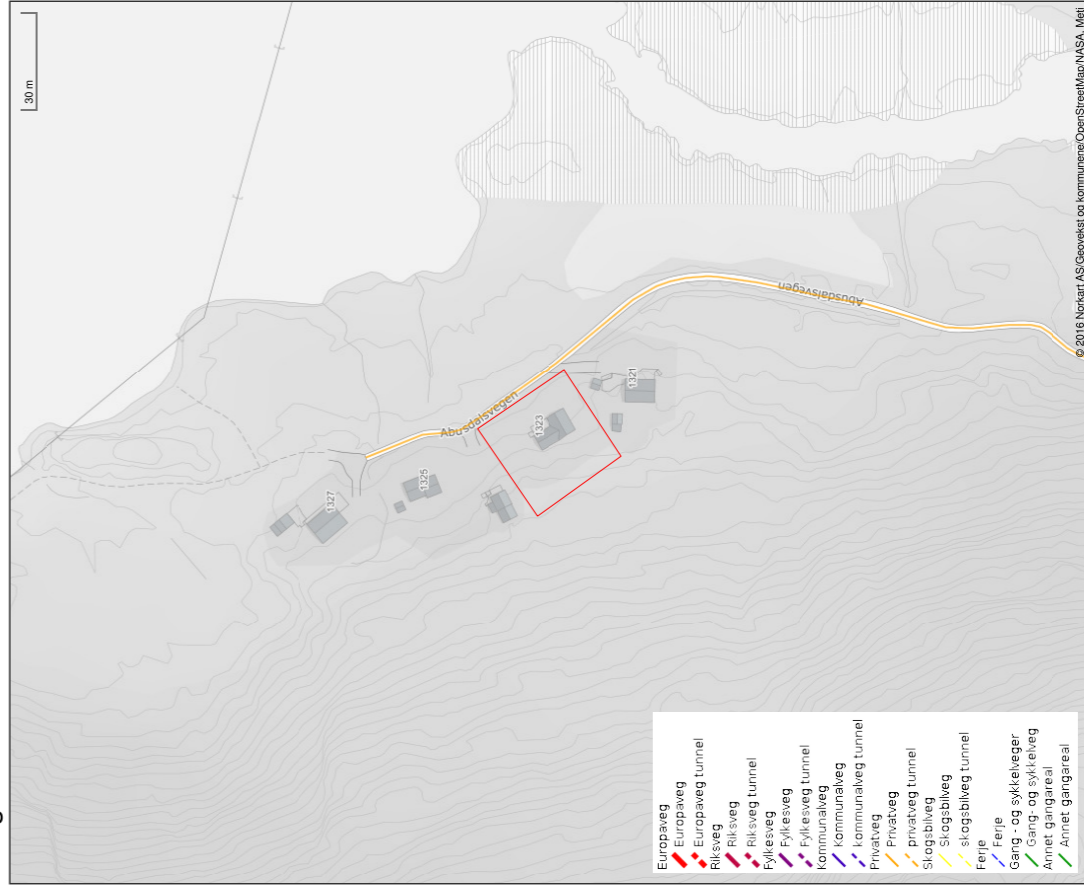 30 m
1327
1325
Abusdalsvegen
1323
1321
Abusdalsvegen
Europaveg
Europaveg
Europaveg tunnel
Riksveg
Riksveg
Riksveg tunnel
Fylkesveg
Fylkesveg
Fylkesveg tunnel
Kommunalveg
Kommunalveg
kommunalveg tunnel
Privatveg
Privatveg
privatveg tunnel
Skogsbilveg
Skogsbilveg
skogsbilveg tunnel
Ferje
Ferje
Gang - og sykkelveger
Gang- og sykkelveg
Annet gangareal
Annet gangareal
© 2016 Norkart AS/Geovekst og kommunene/OpenStreetMap/NASA, Meti